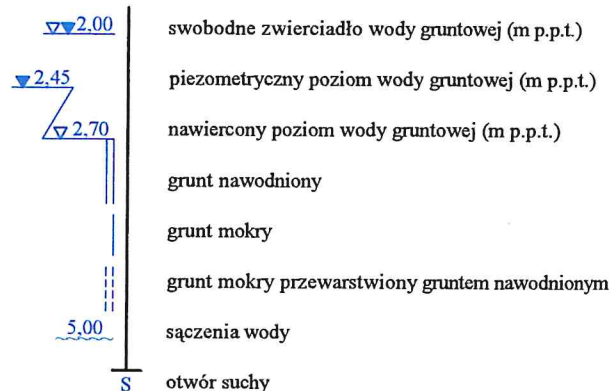 ▽▼2,00 swobodne zwierciadło wody gruntowej (m p.p.t.)
▼2,45 piezometryczny poziom wody gruntowej (m p.p.t.)
▽2,70 nawiercony poziom wody gruntowej (m p.p.t.)
grunt nawodniony
grunt mokry
grunt mokry przewarstwiony gruntem nawodnionym
5,00 sączenia wody
S otwór suchy